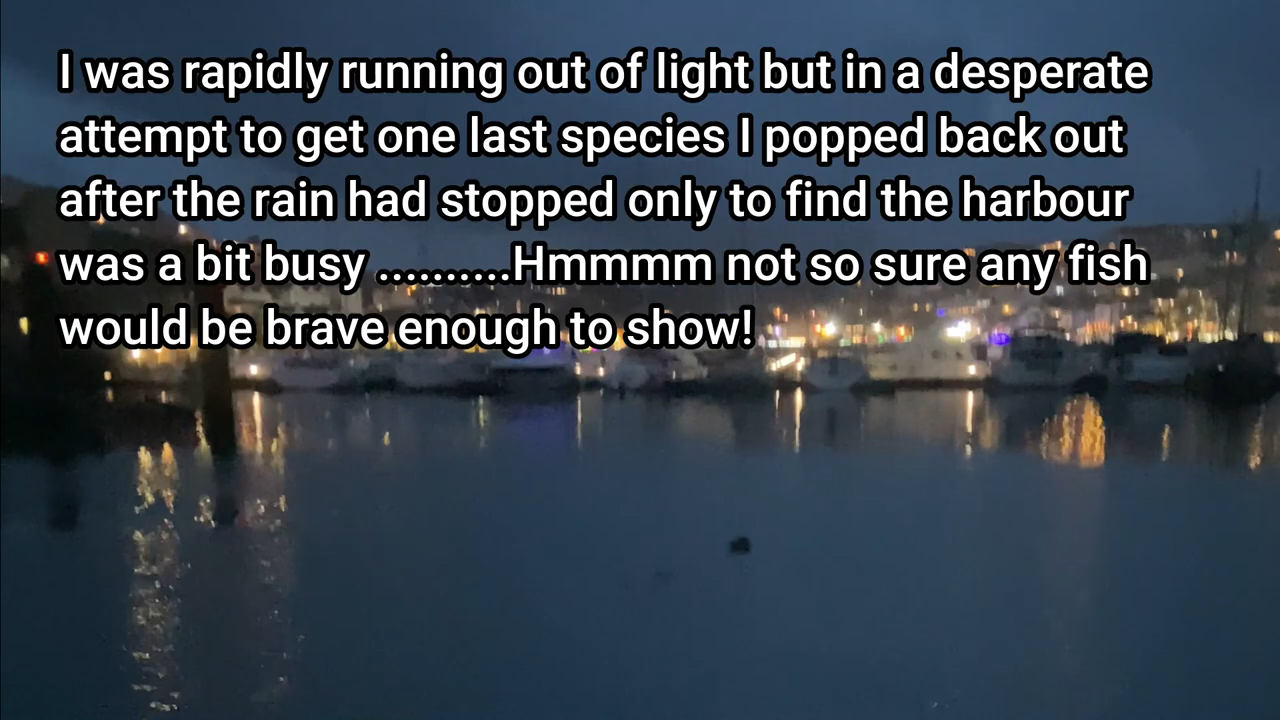 I was rapidly running out of light but in a desperate
attempt to get one last species I popped back out
after the rain had stopped only to find the harbour
was a bit busy ..........Hmmmm not so sure any fish
would be brave enough to show!